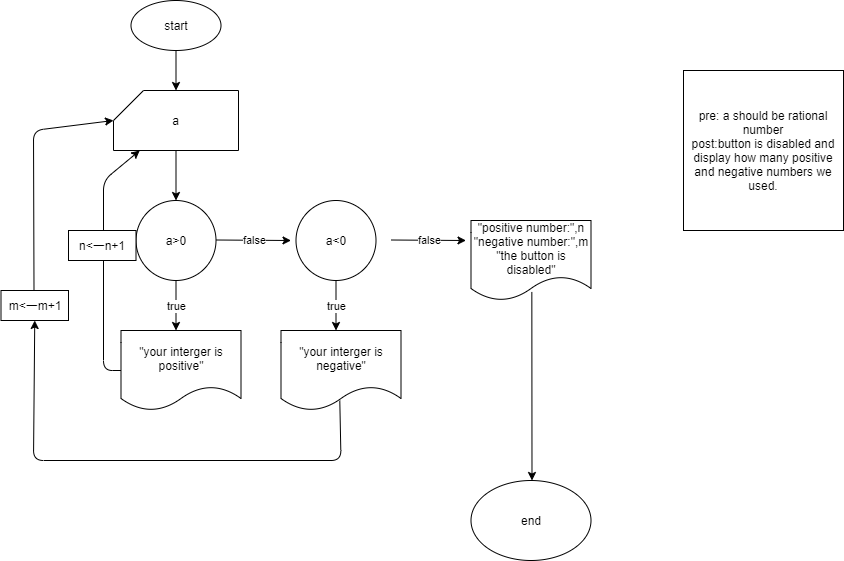 start
a
pre: a should be rational
number
post:button is disabled and
display how many positive
and negative numbers we
used.
n<—n+1
a>0
false
a<0
false
"positive number:",n
"negative number:",m
"the button is
disabled"
m<—m+1
true
true
"your interger is
positive"
"your interger is
negative"
end